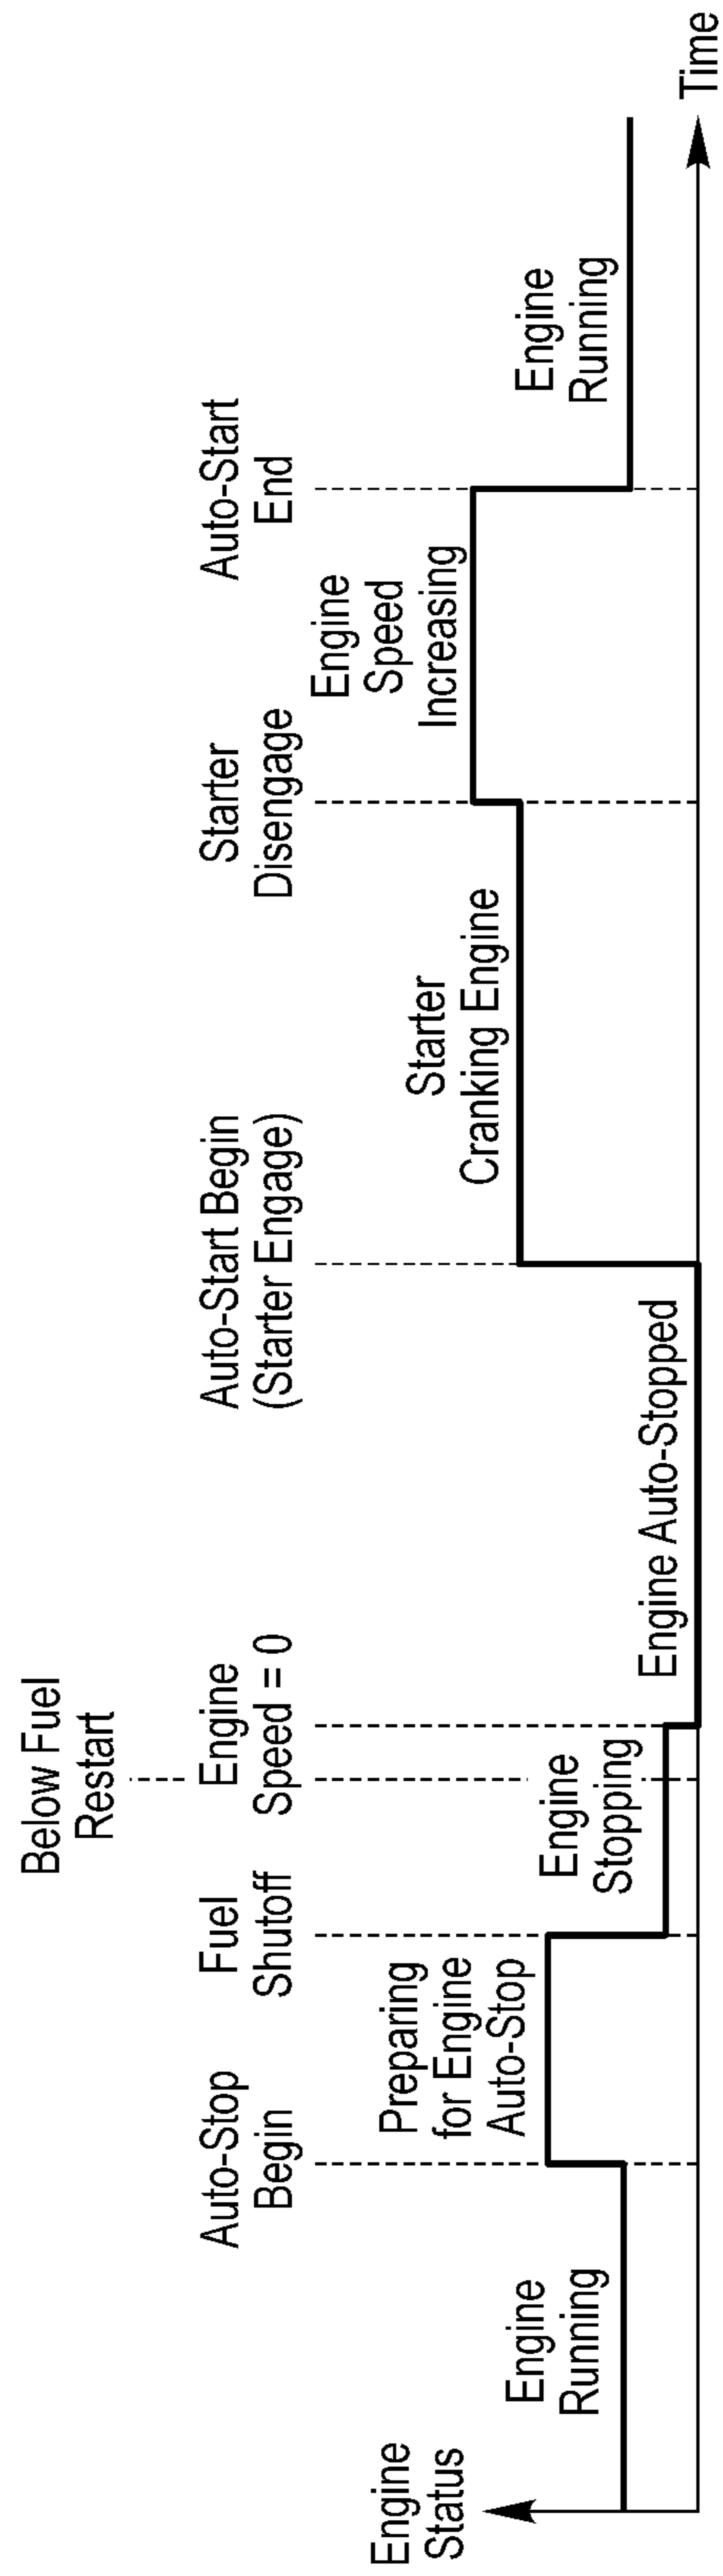 Below Fuel
Restart
Auto-Stop
Begin
Fuel
Shutoff
Engine
Speed = 0
Auto-Start Begin
(Starter Engage)
Starter
Disengage
Auto-Start
End
Engine
Status
Engine
Running
Preparing
for Engine
Auto-Stop
Engine
Stopping
Engine Auto-Stopped
Starter
Cranking Engine
Engine
Speed
Increasing
Engine
Running
Time